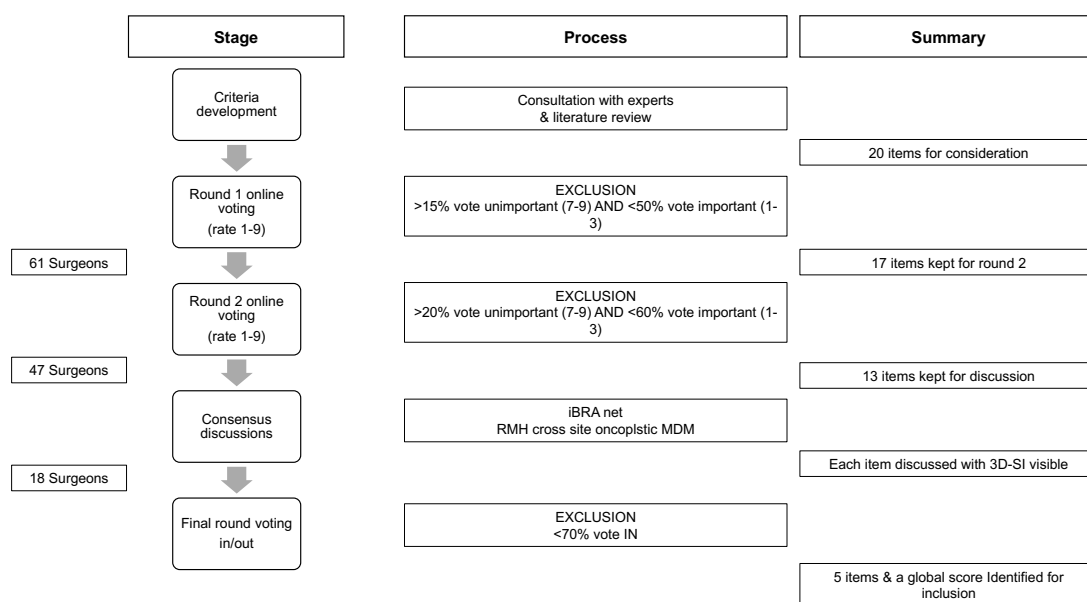 Stage
Process
Summary
Criteria
development
Consultation with experts
& literature review
20 items for consideration
Round 1 online
voting
(rate 1-9)
EXCLUSION
>15% vote unimportant (7-9) AND <50% vote important (1-
3)
61 Surgeons
17 items kept for round 2
Round 2 online
voting
(rate 1-9)
EXCLUSION
>20% vote unimportant (7-9) AND <60% vote important (1-
3)
47 Surgeons
13 items kept for discussion
Consensus
discussions
iBRA net
RMH cross site oncoplstic MDM
18 Surgeons
Each item discussed with 3D-SI visible
Final round voting
in/out
EXCLUSION
<70% vote IN
5 items & a global score Identified for
inclusion